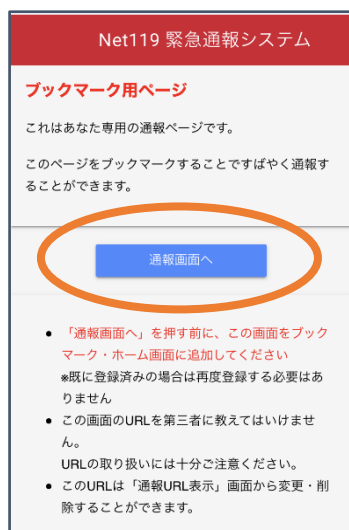 Net119 緊急通報システム
ブックマーク用ページ
これはあなた専用の通報ページです。
このページをブックマークすることですばやく通報す
ることができます。
通報画面へ
● 「通報画面へ」を押す前に、この画面をブック
マーク・ホーム画面に追加してください
※既に登録済みの場合は再度登録する必要はあ
りません
● この画面のURLを第三者に教えてはいけませ
ん。
URLの取り扱いには十分ご注意ください。
● このURLは「通報URL表示」画面から変更・削
除することができます。